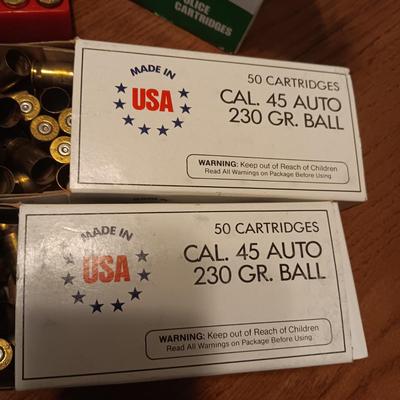 POLICE
CARTRIDGES
MADE IN
USA
50 CARTRIDGES
CAL. 45 AUTO
230 GR. BALL
WARNING: Keep out of Reach of Children
Read All Warnings on Package Before Using.
MADE IN
USA
50 CARTRIDGES
CAL. 45 AUTO
230 GR. BALL
WARNING: Keep out of Reach of Children
Read All Warnings on Package Before Using.